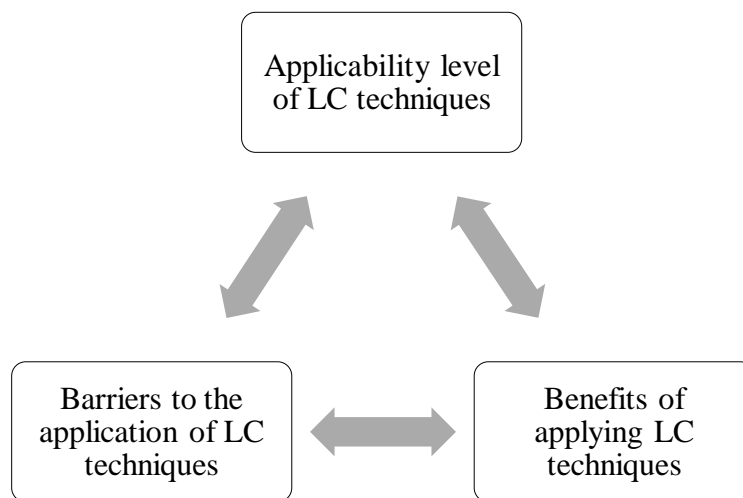 Applicability level
of LC techniques
Barriers to the
application of LC
techniques
Benefits of
applying LC
techniques